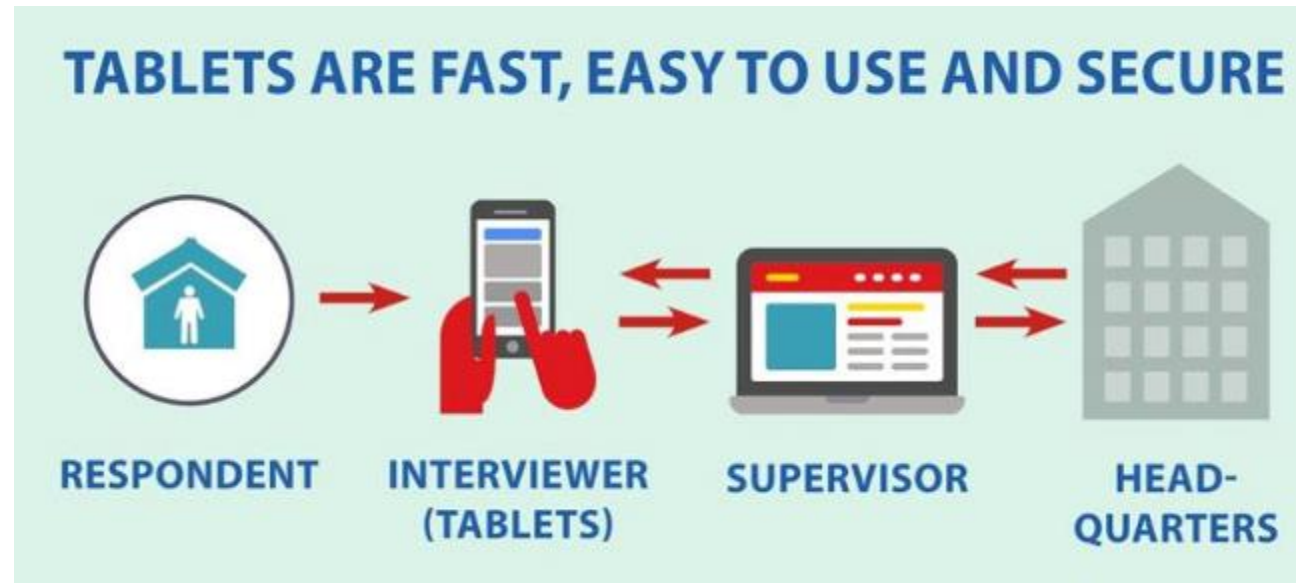 TABLETS ARE FAST, EASY TO USE AND SECURE
RESPONDENT
INTERVIEWER
(TABLETS)
SUPERVISOR
HEAD-
QUARTERS